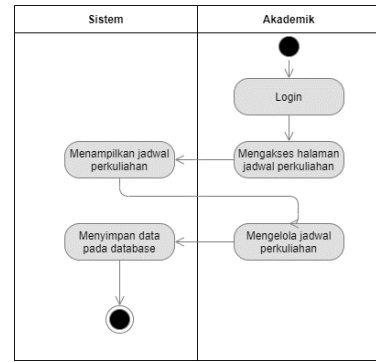 Sistem
Akademik
Login
Mengakses halaman
jadwal perkuliahan
Menampilkan jadwal
perkuliahan
Mengelola jadwal
perkuliahan
Menyimpan data
pada database